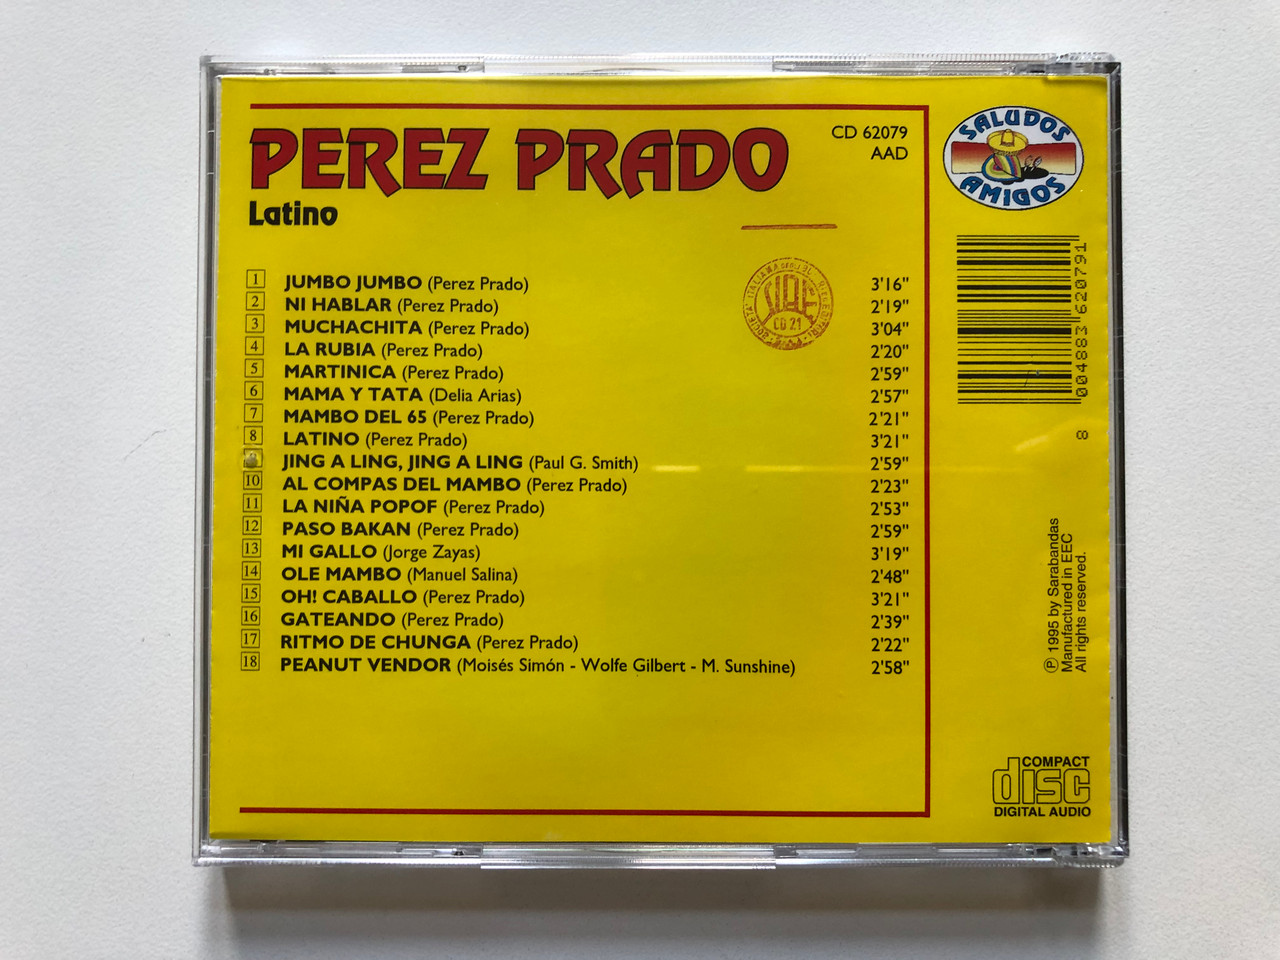 PEREZ PRADO
Latino
CD 62079
AAD
SALUDOS
AMIGOS
1 JUMBO JUMBO (Perez Prado) 3'16"
2 NI HABLAR (Perez Prado) 2'19"
3 MUCHACHITA (Perez Prado) 3'04"
4 LA RUBIA (Perez Prado) 2'20"
5 MARTINICA (Perez Prado) 2'59"
6 MAMA Y TATA (Delia Arias) 2'57"
7 MAMBO DEL 65 (Perez Prado) 2'21"
8 LATINO (Perez Prado) 3'21"
JING A LING, JING A LING (Paul G. Smith) 2'59"
10 AL COMPAS DEL MAMBO (Perez Prado) 2'23"
11 LA NIÑA POPOF (Perez Prado) 2'53"
12 PASO BAKAN (Perez Prado) 2'59"
13 MI GALLO (Jorge Zayas) 3'19"
14 OLE MAMBO (Manuel Salina) 2'48"
15 OH! CABALLO (Perez Prado) 3'21"
16 GATEANDO (Perez Prado) 2'39"
17 RITMO DE CHUNGA (Perez Prado) 2'22"
18 PEANUT VENDOR (Moisés Simón - Wolfe Gilbert - M. Sunshine) 2'58"
SIAE
CD 21
8 004883 620791
℗ 1995 by Sarabandas
Manufactured in EEC
All rights reserved.
COMPACT
disc
DIGITAL AUDIO